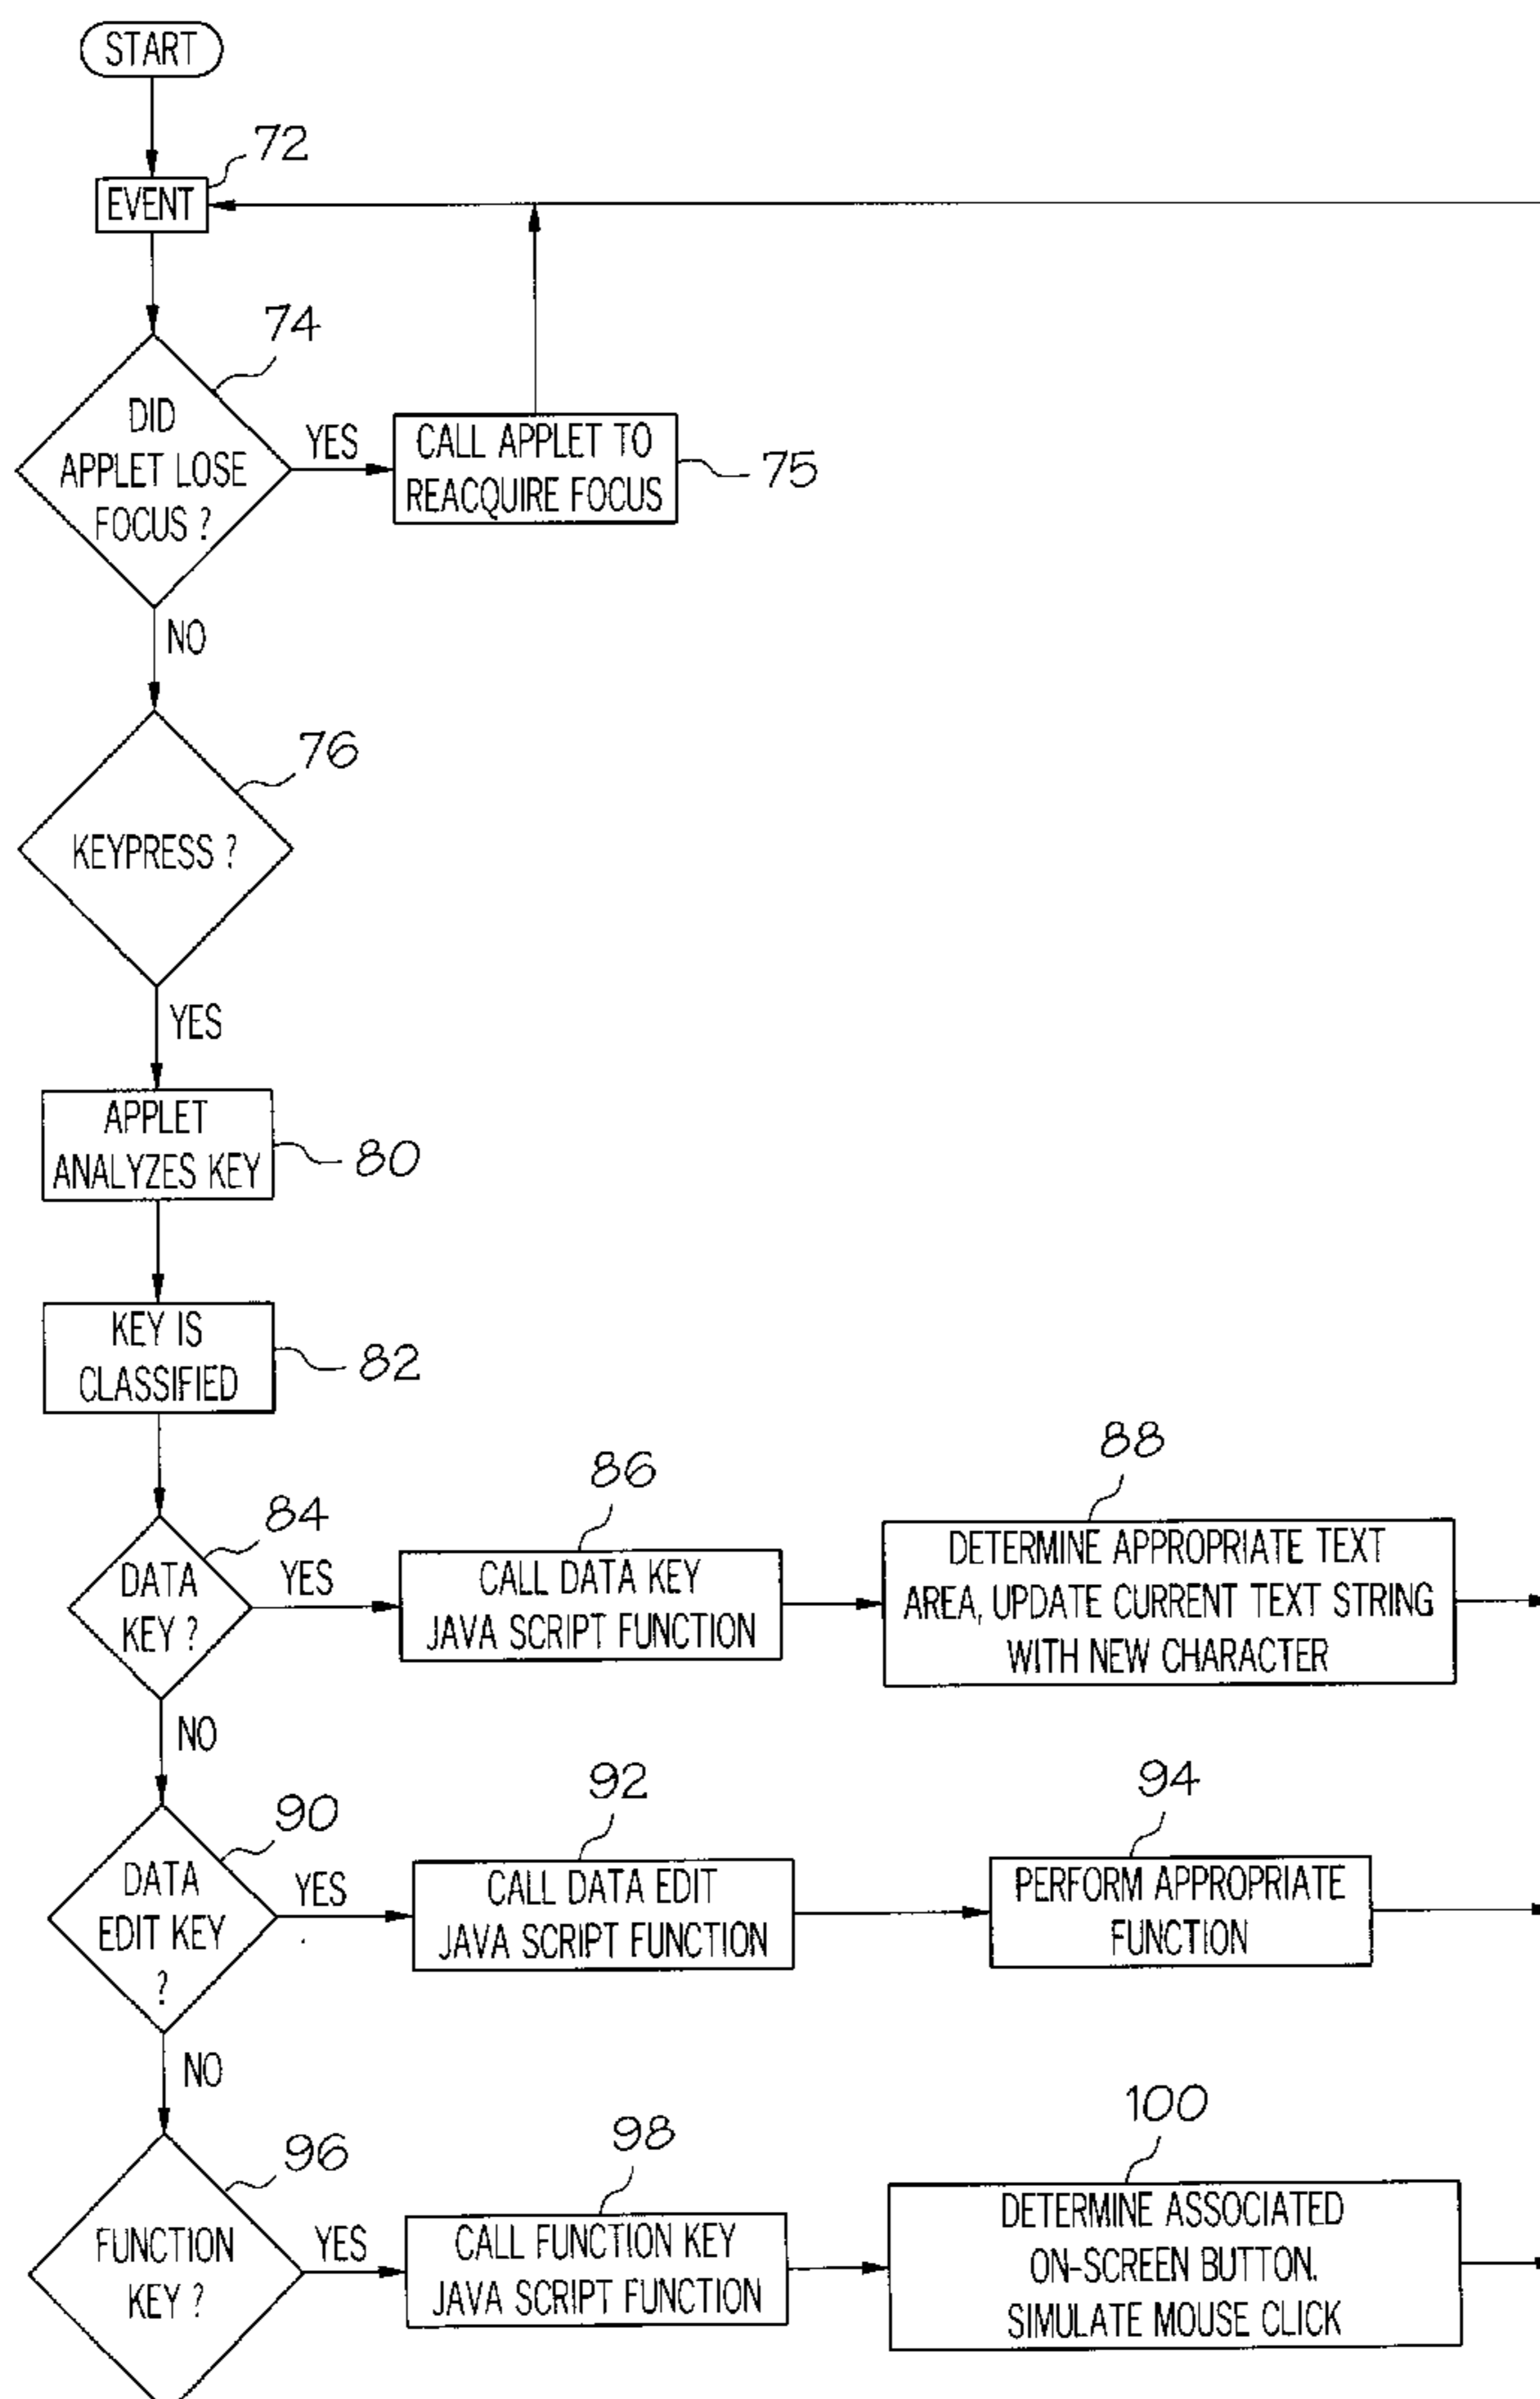 START
72
EVENT
74
DID
APPLET LOSE
FOCUS ?
YES
CALL APPLET TO
REACQUIRE FOCUS
75
NO
76
KEYPRESS ?
YES
APPLET
ANALYZES KEY
80
KEY IS
CLASSIFIED
82
84
DATA
KEY ?
YES
86
CALL DATA KEY
JAVA SCRIPT FUNCTION
88
DETERMINE APPROPRIATE TEXT
AREA, UPDATE CURRENT TEXT STRING
WITH NEW CHARACTER
NO
90
DATA
EDIT KEY
?
YES
92
CALL DATA EDIT
JAVA SCRIPT FUNCTION
94
PERFORM APPROPRIATE
FUNCTION
NO
96
FUNCTION
KEY ?
YES
98
CALL FUNCTION KEY
JAVA SCRIPT FUNCTION
100
DETERMINE ASSOCIATED
ON-SCREEN BUTTON.
SIMULATE MOUSE CLICK